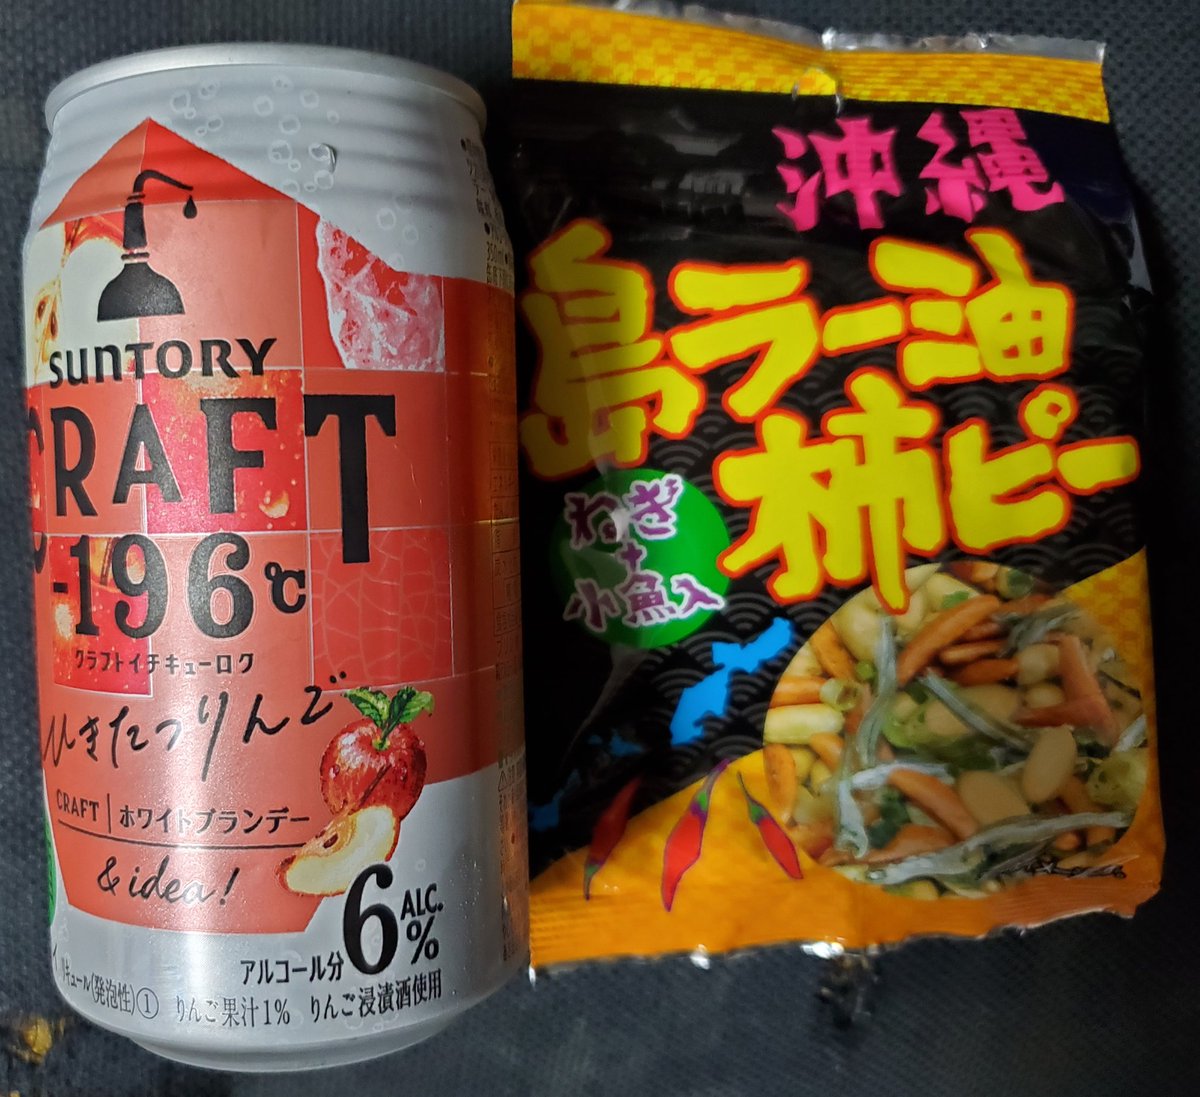 SUNTORY
CRAFT
-196℃
クラフトイチキューロク
ひきたつりんご
CRAFT | ホワイトブランデー
& idea!
6 ALC. %
アルコール分
リキュール(発泡性)① りんご果汁1% りんご浸漬酒使用
沖縄
島ラー油
柿ピー
ねぎ
+
小魚入